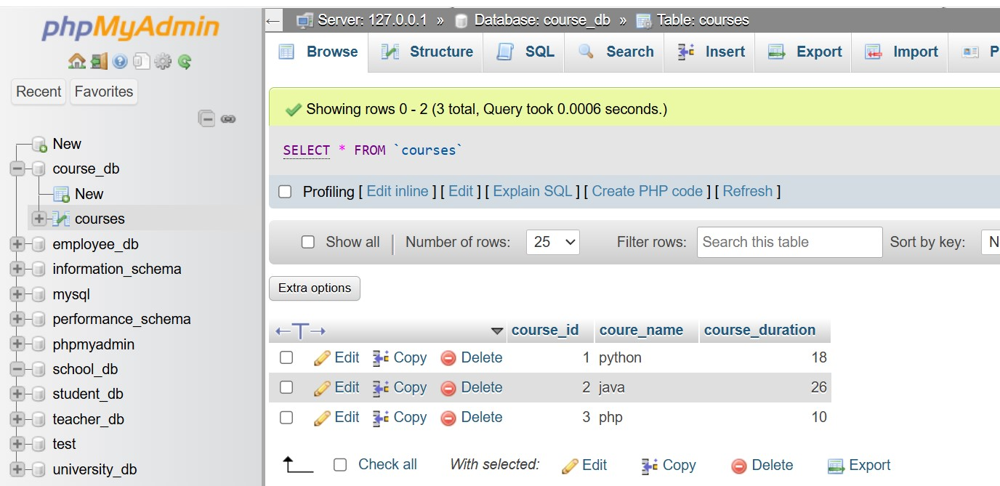 phpMyAdmin
Recent Favorites
New
course_db
New
courses
employee_db
information_schema
mysql
performance_schema
phpmyadmin
school_db
student_db
teacher_db
test
university_db
← Server: 127.0.0.1 » Database: course_db » Table: courses
Browse Structure SQL Search Insert Export Import P
Showing rows 0 - 2 (3 total, Query took 0.0006 seconds.)
SELECT * FROM `courses`
Profiling [ Edit inline ] [ Edit ] [ Explain SQL ] [ Create PHP code ] [ Refresh ]
Show all Number of rows: 25 Filter rows: Search this table Sort by key: N
Extra options
←T→ course_id coure_name course_duration
Edit Copy Delete 1 python 18
Edit Copy Delete 2 java 26
Edit Copy Delete 3 php 10
Check all With selected: Edit Copy Delete Export